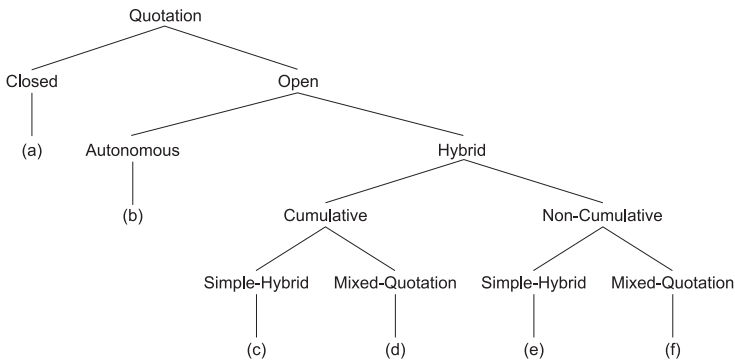 Quotation
Closed Open
(a) Autonomous Hybrid
(b) Cumulative Non-Cumulative
Simple-Hybrid Mixed-Quotation Simple-Hybrid Mixed-Quotation
(c) (d) (e) (f)